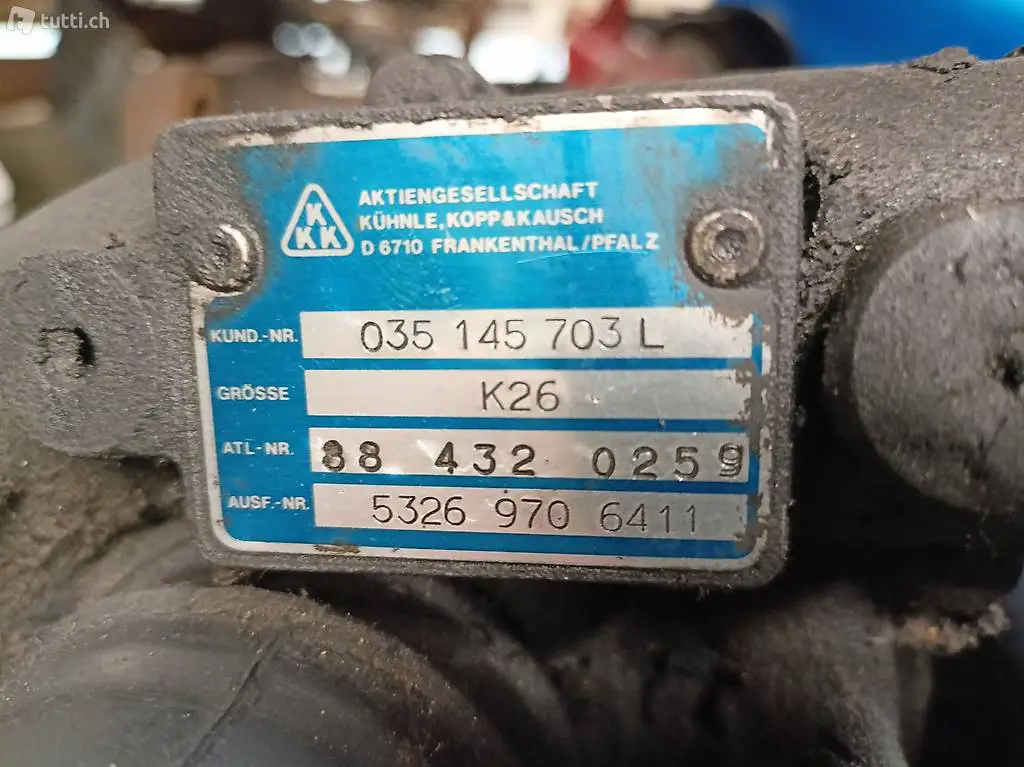 tutti.ch
K
KK
AKTIENGESELLSCHAFT
KÜHNLE, KOPP&KAUSCH
D 6710 FRANKENTHAL/PFALZ
KUND.-NR. 035 145 703 L
GRÖSSE K26
ATL-NR. 88 432 0259
AUSF.-NR. 5326 970 6411